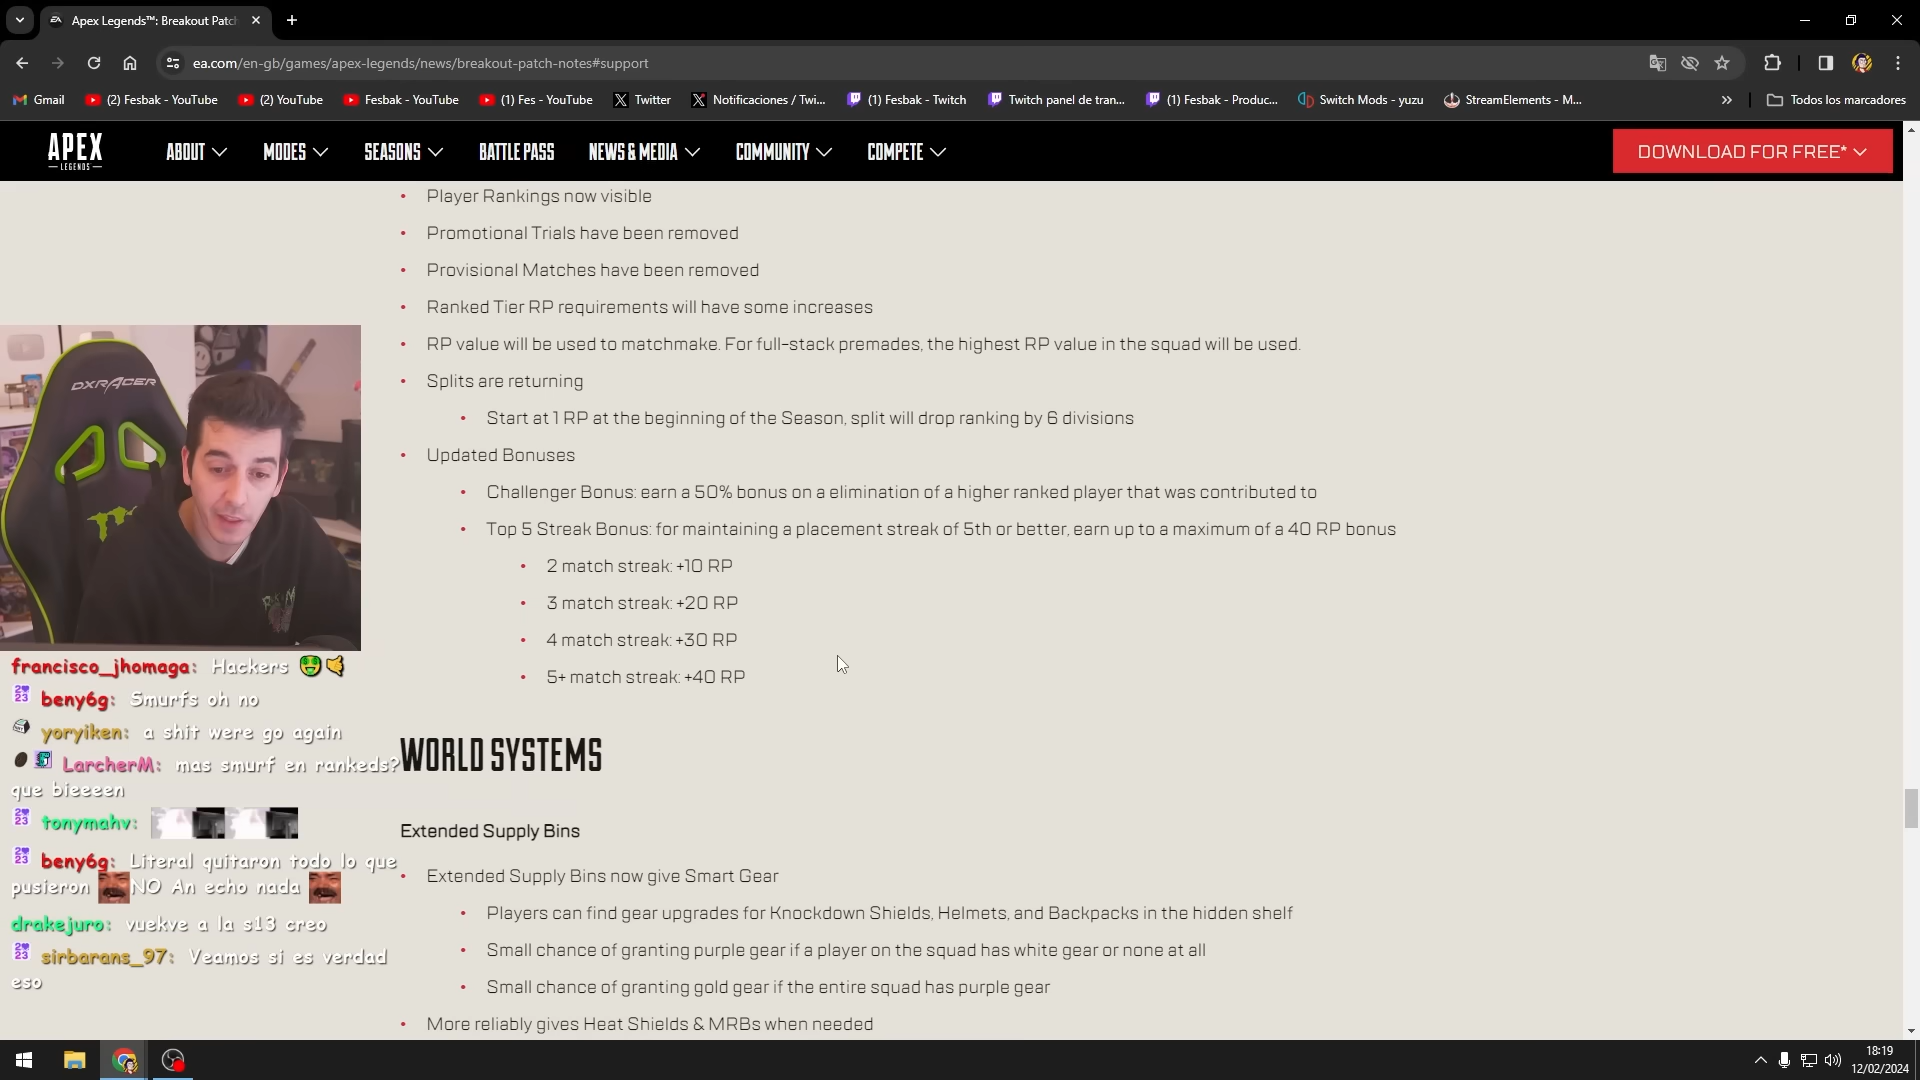 Apex Legends™: Breakout Patch
ea.com/en-gb/games/apex-legends/news/breakout-patch-notes#support
Gmail (2) Fesbak - YouTube (2) YouTube Fesbak - YouTube (1) Fes - YouTube Twitter Notificaciones / Twi... (1) Fesbak - Twitch Twitch panel de tran... (1) Fesbak - Produc... Switch Mods - yuzu StreamElements - M... » Todos los marcadores
APEX
LEGENDS
ABOUT MODES SEASONS BATTLE PASS NEWS & MEDIA COMMUNITY COMPETE DOWNLOAD FOR FREE*
• Player Rankings now visible
• Promotional Trials have been removed
• Provisional Matches have been removed
• Ranked Tier RP requirements will have some increases
• RP value will be used to matchmake. For full-stack premades, the highest RP value in the squad will be used.
• Splits are returning
• Start at 1 RP at the beginning of the Season, split will drop ranking by 6 divisions
• Updated Bonuses
• Challenger Bonus: earn a 50% bonus on a elimination of a higher ranked player that was contributed to
• Top 5 Streak Bonus: for maintaining a placement streak of 5th or better, earn up to a maximum of a 40 RP bonus
• 2 match streak: +10 RP
• 3 match streak: +20 RP
• 4 match streak: +30 RP
• 5+ match streak: +40 RP
WORLD SYSTEMS
Extended Supply Bins
• Extended Supply Bins now give Smart Gear
• Players can find gear upgrades for Knockdown Shields, Helmets, and Backpacks in the hidden shelf
• Small chance of granting purple gear if a player on the squad has white gear or none at all
• Small chance of granting gold gear if the entire squad has purple gear
• More reliably gives Heat Shields & MRBs when needed
DXRACER
francisco_jhomaga: Hackers 🤑🤙
beny6g: Smurfs oh no
yoryiken: a shit were go again
LarcherM: mas smurf en rankeds?
que bieeeen
tonymahv:
beny6g: Literal quitaron todo lo que
pusieron NO An echo nada
drakejuro: vuekve a la s13 creo
sirbarans_97: Veamos si es verdad
eso
18:19
12/02/2024